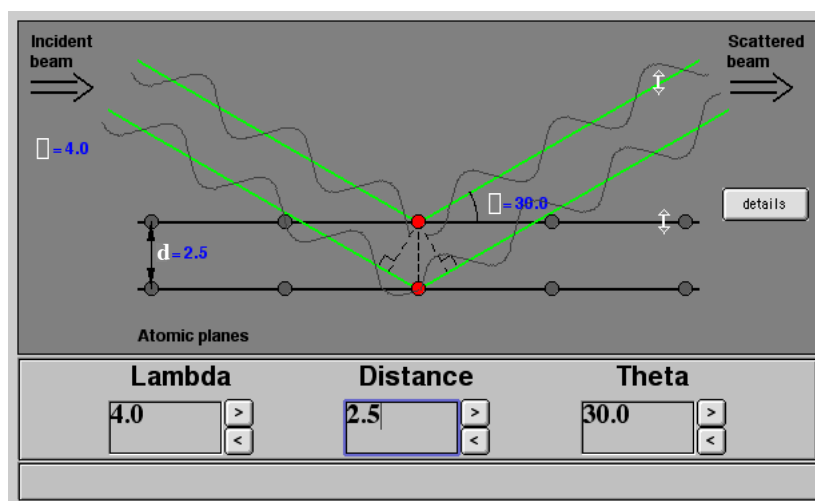 Incident
beam
Scattered
beam
= 4.0
= 30.0
details
d = 2.5
Atomic planes
Lambda
Distance
Theta
4.0
>
<
2.5
>
<
30.0
>
<